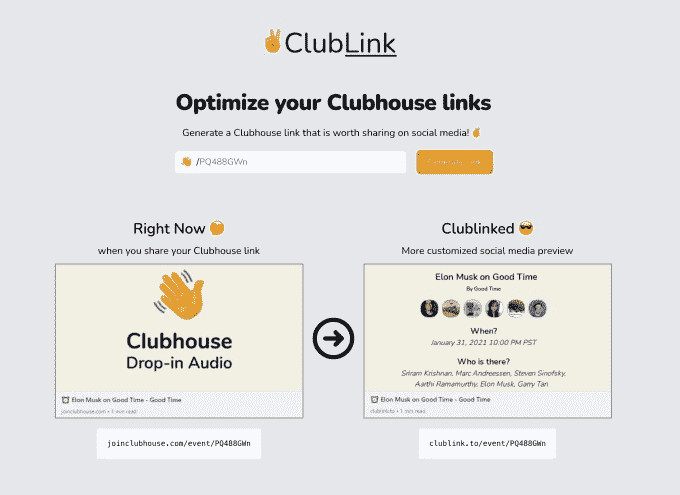 ClubLink
Optimize your Clubhouse links
Generate a Clubhouse link that is worth sharing on social media!
/PQ488GWn
Right Now
when you share your Clubhouse link
Clubhouse
Drop-in Audio
Elon Musk on Good Time - Good Time
joinclubhouse.com • 1 min read
joinclubhouse.com/event/PQ488GWn
Clublinked
More customized social media preview
Elon Musk on Good Time
By Good Time
When?
January 31, 2021 10:00 PM PST
Who is there?
Sriram Krishnan, Marc Andreessen, Steven Sinofsky,
Aarthi Ramamurthy, Elon Musk, Garry Tan
Elon Musk on Good Time - Good Time
clublink.to • 1 min read
clublink.to/event/PQ488GWn